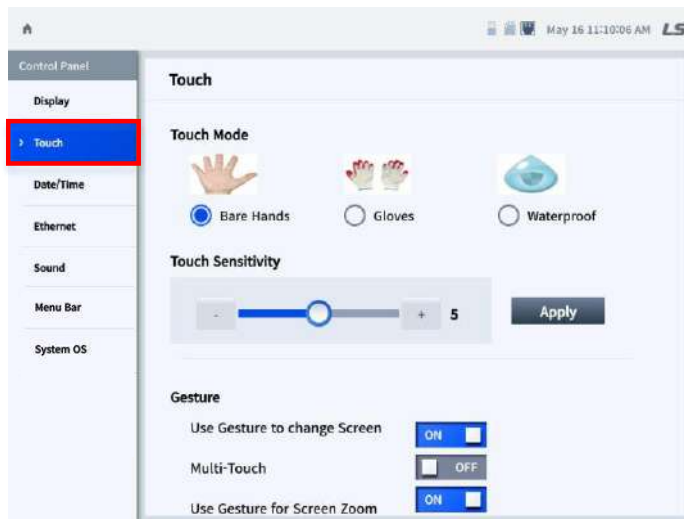 May 16 11:10:06 AM LS
Control Panel
Display
> Touch
Date/Time
Ethernet
Sound
Menu Bar
System OS
Touch
Touch Mode
Bare Hands Gloves Waterproof
Touch Sensitivity
- + 5 Apply
Gesture
Use Gesture to change Screen ON
Multi-Touch OFF
Use Gesture for Screen Zoom ON